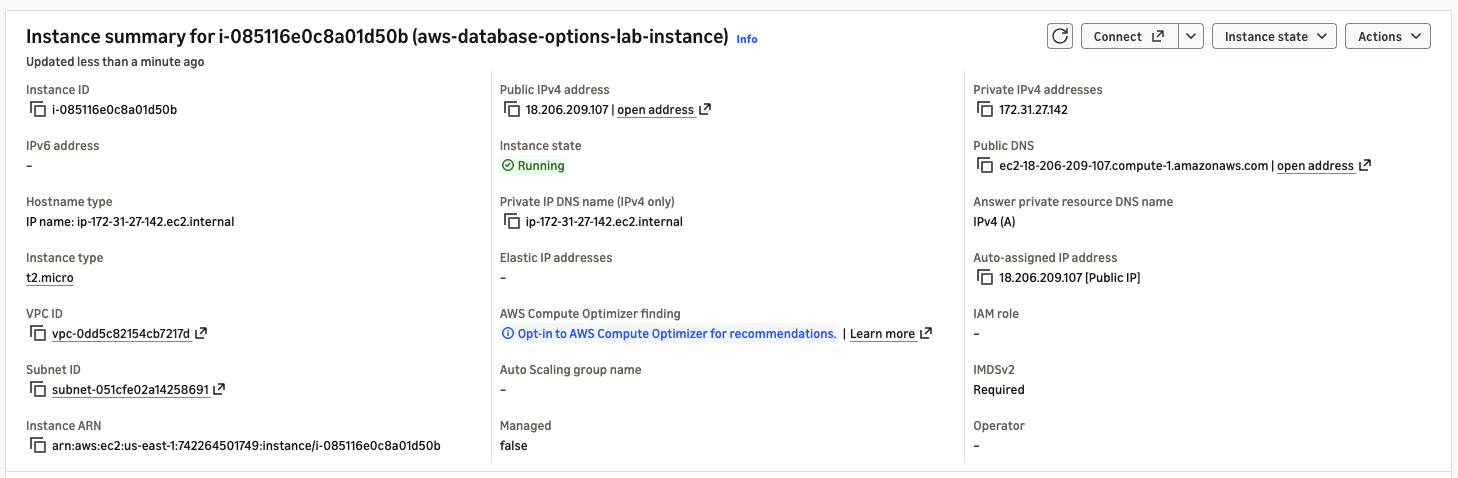 Instance summary for i-085116e0c8a01d50b (aws-database-options-lab-instance) Info
Updated less than a minute ago
Connect
Instance state
Actions
Instance ID
i-085116e0c8a01d50b
Public IPv4 address
18.206.209.107 | open address
Private IPv4 addresses
172.31.27.142
IPv6 address
–
Instance state
Running
Public DNS
ec2-18-206-209-107.compute-1.amazonaws.com | open address
Hostname type
IP name: ip-172-31-27-142.ec2.internal
Private IP DNS name (IPv4 only)
ip-172-31-27-142.ec2.internal
Answer private resource DNS name
IPv4 (A)
Instance type
t2.micro
Elastic IP addresses
–
Auto-assigned IP address
18.206.209.107 [Public IP]
VPC ID
vpc-0dd5c82154cb7217d
AWS Compute Optimizer finding
Opt-in to AWS Compute Optimizer for recommendations. | Learn more
IAM role
–
Subnet ID
subnet-051cfe02a14258691
Auto Scaling group name
–
IMDSv2
Required
Instance ARN
arn:aws:ec2:us-east-1:742264501749:instance/i-085116e0c8a01d50b
Managed
false
Operator
–